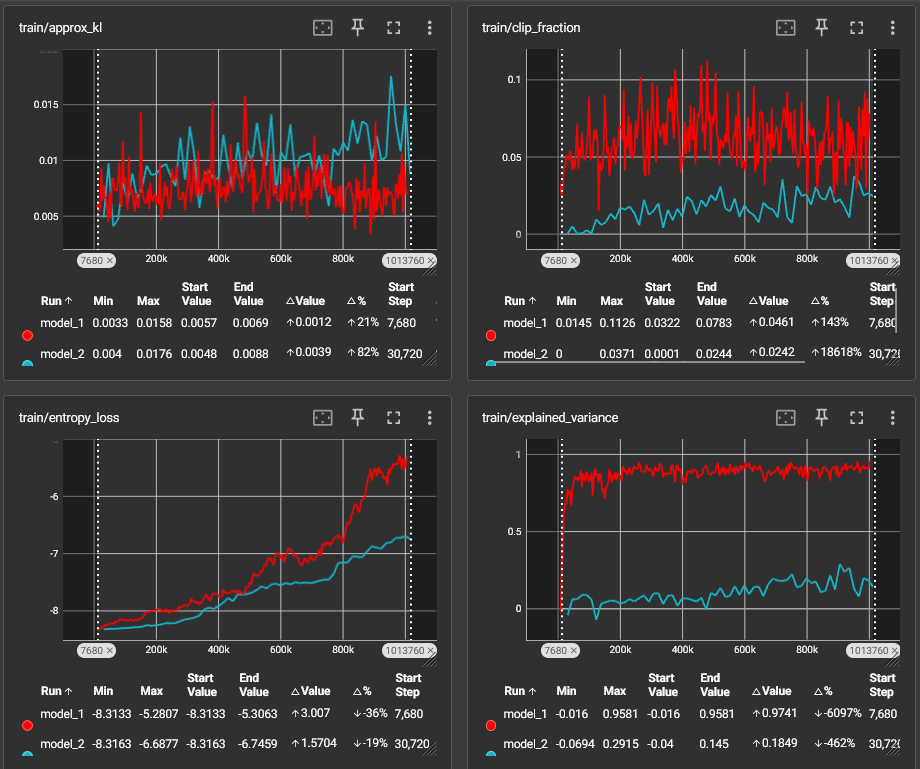 train/approx_kl
0.02
0.015
0.01
0.005
7680 × 200k 400k 600k 800k 1013760 ×
Run ↑ Min Max Start Value End Value △Value △% Start Step
model_1 0.0033 0.0158 0.0057 0.0069 ↑0.0012 ↑21% 7,680
model_2 0.004 0.0176 0.0048 0.0088 ↑0.0039 ↑82% 30,720
train/clip_fraction
0.1
0.05
0
7680 × 200k 400k 600k 800k 1013760 ×
Run ↑ Min Max Start Value End Value △Value △% Start Step
model_1 0.0145 0.1126 0.0322 0.0783 ↑0.0461 ↑143% 7,680
model_2 0 0.0371 0.0001 0.0244 ↑0.0242 ↑18618% 30,72
train/entropy_loss
-6
-7
-8
7680 × 200k 400k 600k 800k 1013760 ×
Run ↑ Min Max Start Value End Value △Value △% Start Step
model_1 -8.3133 -5.2807 -8.3133 -5.3063 ↑3.007 ↓-36% 7,680
model_2 -8.3163 -6.6877 -8.3163 -6.7459 ↑1.5704 ↓-19% 30,720
train/explained_variance
1
0.5
0
7680 × 200k 400k 600k 800k 1013760 ×
Run ↑ Min Max Start Value End Value △Value △% Start Step
model_1 -0.016 0.9581 -0.016 0.9581 ↑0.9741 ↓-6097% 7,680
model_2 -0.0694 0.2915 -0.04 0.145 ↑0.1849 ↓-462% 30,720